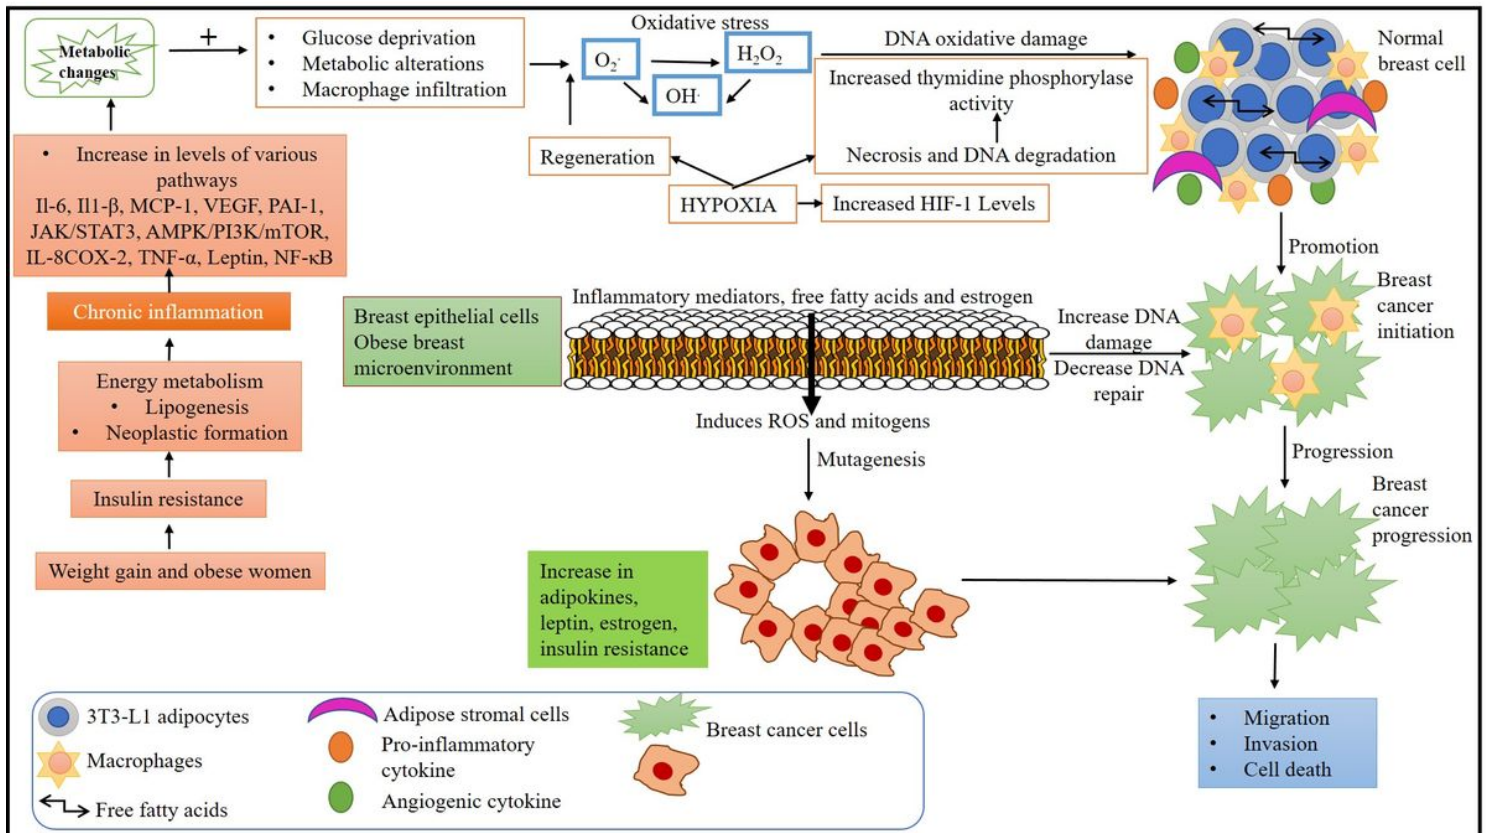 Metabolic
changes
+
• Glucose deprivation
• Metabolic alterations
• Macrophage infiltration
Oxidative stress
O₂·
H₂O₂
OH·
DNA oxidative damage
Increased thymidine phosphorylase
activity
Necrosis and DNA degradation
Regeneration
HYPOXIA
Increased HIF-1 Levels
Normal
breast cell
• Increase in levels of various
pathways
Il-6, Il1-β, MCP-1, VEGF, PAI-1,
JAK/STAT3, AMPK/PI3K/mTOR,
IL-8COX-2, TNF-α, Leptin, NF-κB
Chronic inflammation
Energy metabolism
• Lipogenesis
• Neoplastic formation
Insulin resistance
Weight gain and obese women
Breast epithelial cells
Obese breast
microenvironment
Inflammatory mediators, free fatty acids and estrogen
Induces ROS and mitogens
Mutagenesis
Increase DNA
damage
Decrease DNA
repair
Promotion
Breast
cancer
initiation
Progression
Breast
cancer
progression
Increase in
adipokines,
leptin, estrogen,
insulin resistance
• Migration
• Invasion
• Cell death
3T3-L1 adipocytes
Macrophages
Free fatty acids
Adipose stromal cells
Pro-inflammatory
cytokine
Angiogenic cytokine
Breast cancer cells